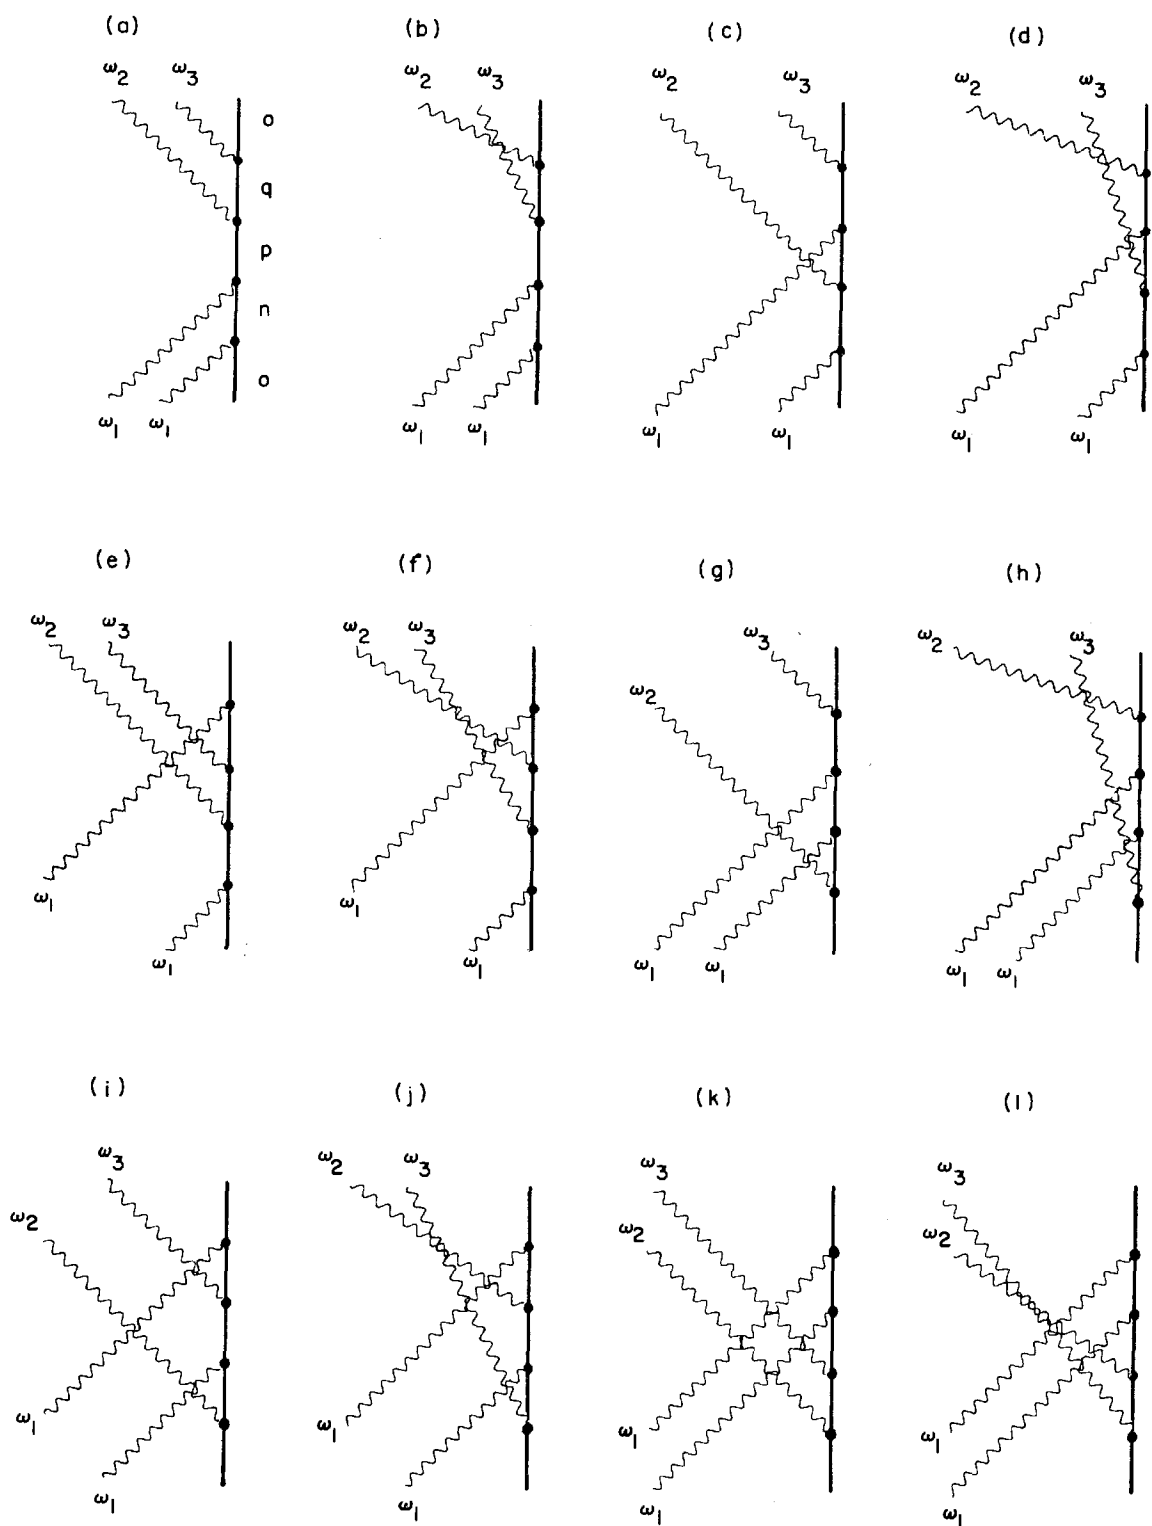 (a) (b) (c) (d)
ω2 ω3 ω2 ω3 ω2 ω3 ω2 ω3
o
q
p
n
o
ω1 ω1 ω1 ω1 ω1 ω1 ω1 ω1
(e) (f) (g) (h)
ω2 ω3 ω2 ω3 ω2 ω3 ω2 ω3
ω1 ω1 ω1 ω1 ω1 ω1 ω1 ω1
(i) (j) (k) (l)
ω3 ω2 ω3 ω3 ω3
ω2 ω2 ω2
ω1 ω1 ω1 ω1
ω1 ω1 ω1 ω1